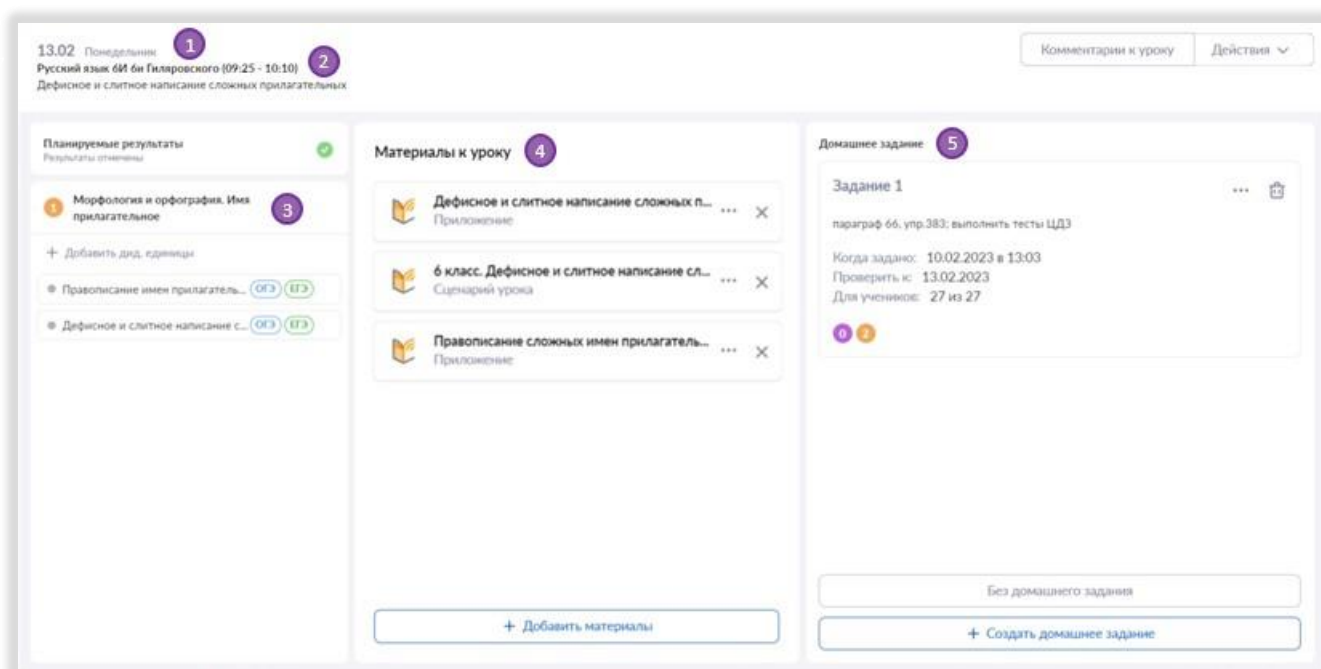 13.02 Понедельник 1
Русский язык 6И 6и Гиляровского (09:25 - 10:10) 2
Дефисное и слитное написание сложных прилагательных
Комментарии к уроку
Действия
Планируемые результаты
Результаты отмечены
1 Морфология и орфография. Имя прилагательное 3
+ Добавить дид. единицы
Правописание имен прилагатель... ОГЭ ЕГЭ
Дефисное и слитное написание с... ОГЭ ЕГЭ
Материалы к уроку 4
Дефисное и слитное написание сложных п... ...
Приложение
6 класс. Дефисное и слитное написание сл... ...
Сценарий урока
Правописание сложных имен прилагатель... ...
Приложение
+ Добавить материалы
Домашнее задание 5
Задание 1 ...
параграф 66, упр.383; выполнить тесты ЦДЗ
Когда задано: 10.02.2023 в 13:03
Проверить к: 13.02.2023
Для учеников: 27 из 27
0 2
Без домашнего задания
+ Создать домашнее задание